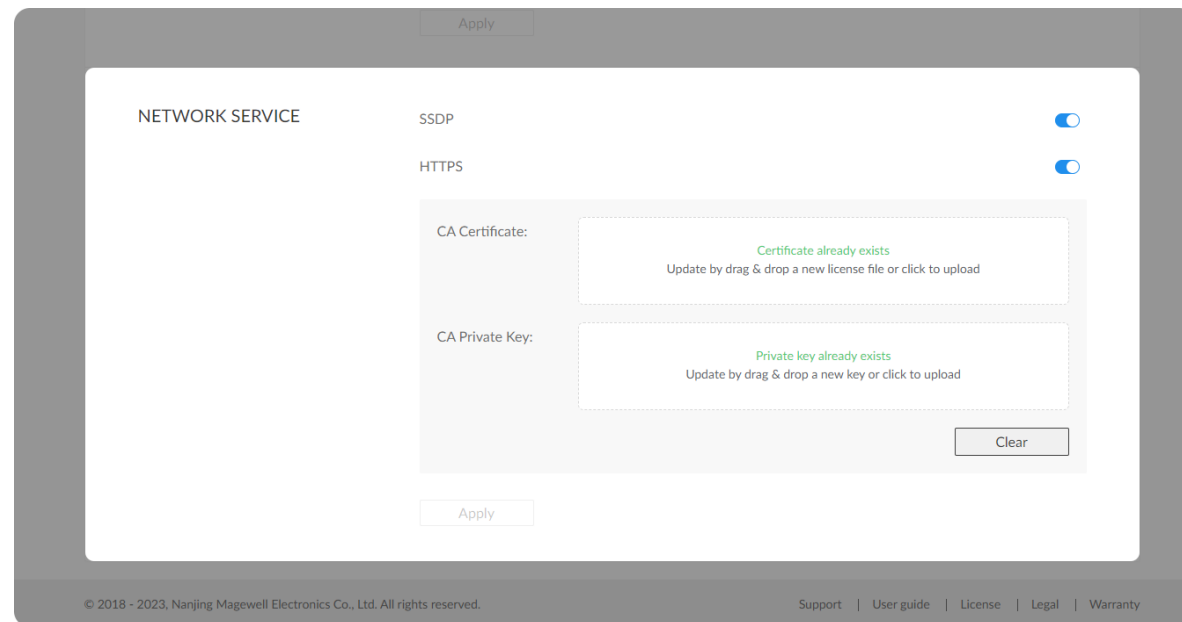 Apply
NETWORK SERVICE
SSDP
HTTPS
CA Certificate:
Certificate already exists
Update by drag & drop a new license file or click to upload
CA Private Key:
Private key already exists
Update by drag & drop a new key or click to upload
Clear
Apply
© 2018 - 2023, Nanjing Magewell Electronics Co., Ltd. All rights reserved.
Support | User guide | License | Legal | Warranty